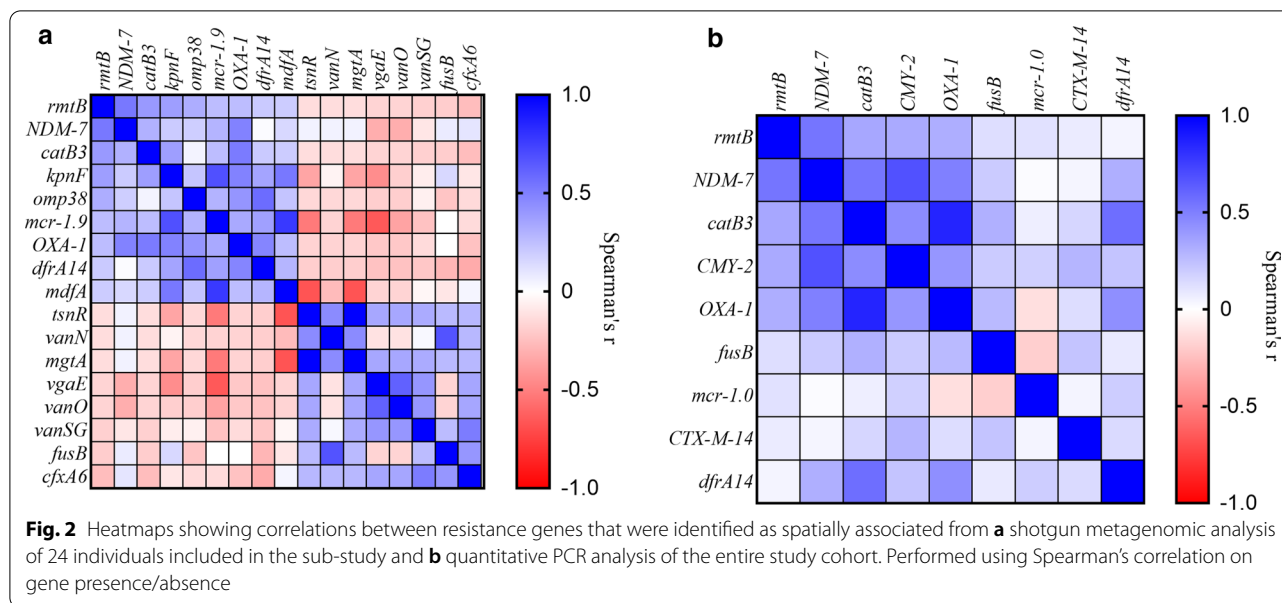 a
rmtB NDM-7 catB3 kpnF omp38 mcr-1.9 OXA-1 dfrA14 mdfA tsnR vanN mgtA vgaE vanO vanSG fusB cfxA6
rmtB
NDM-7
catB3
kpnF
omp38
mcr-1.9
OXA-1
dfrA14
mdfA
tsnR
vanN
mgtA
vgaE
vanO
vanSG
fusB
cfxA6
1.0
0.5
0
-0.5
-1.0
Spearman's r
b
rmtB NDM-7 catB3 CMY-2 OXA-1 fusB mcr-1.0 CTX-M-14 dfrA14
rmtB
NDM-7
catB3
CMY-2
OXA-1
fusB
mcr-1.0
CTX-M-14
dfrA14
1.0
0.5
0
-0.5
-1.0
Spearman's r
Fig. 2 Heatmaps showing correlations between resistance genes that were identified as spatially associated from a shotgun metagenomic analysis
of 24 individuals included in the sub-study and b quantitative PCR analysis of the entire study cohort. Performed using Spearman's correlation on
gene presence/absence